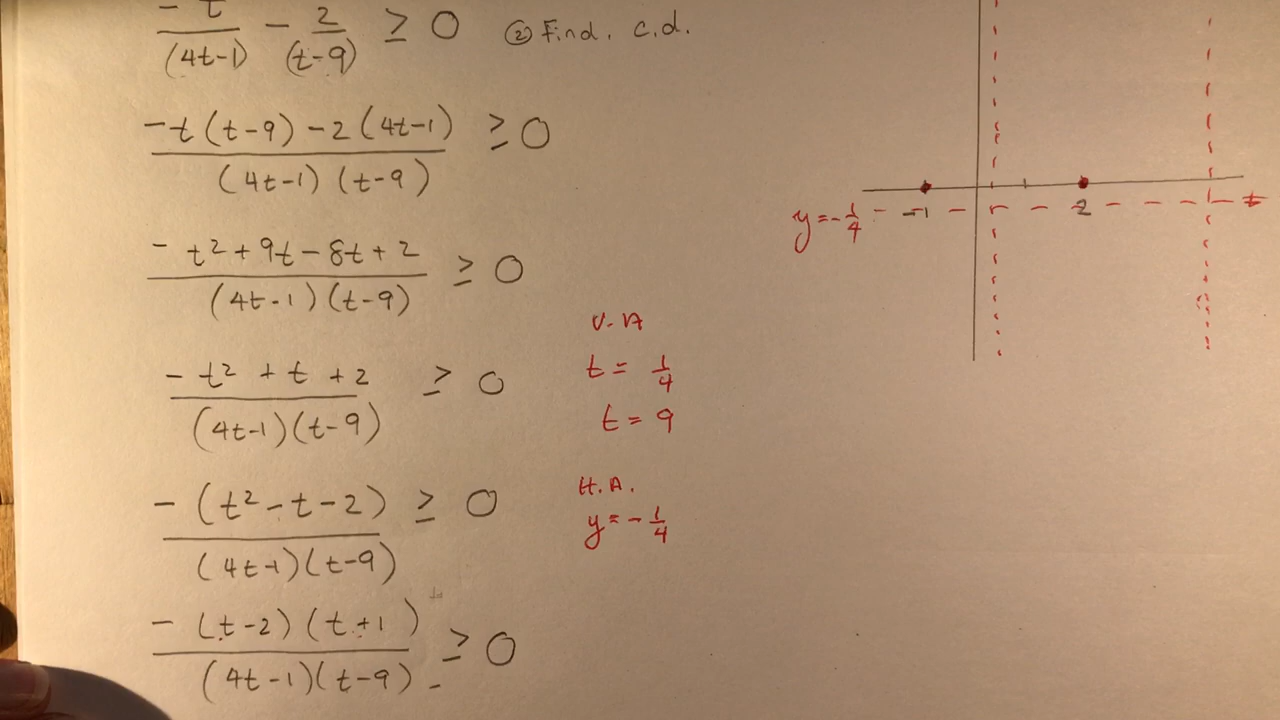 -t/(4t-1) - 2/(t-9) ≥ 0 ② Find. c.d.
(-t(t-9) - 2(4t-1))/((4t-1)(t-9)) ≥ 0
(-t² + 9t - 8t + 2)/((4t-1)(t-9)) ≥ 0
(-t² + t + 2)/((4t-1)(t-9)) ≥ 0
(-(t² - t - 2))/((4t-1)(t-9)) ≥ 0
(-(t-2)(t+1))/((4t-1)(t-9)) ≥ 0
V.A
t = 1/4
t = 9
H.A.
y = -1/4
y = -1/4
-1
2